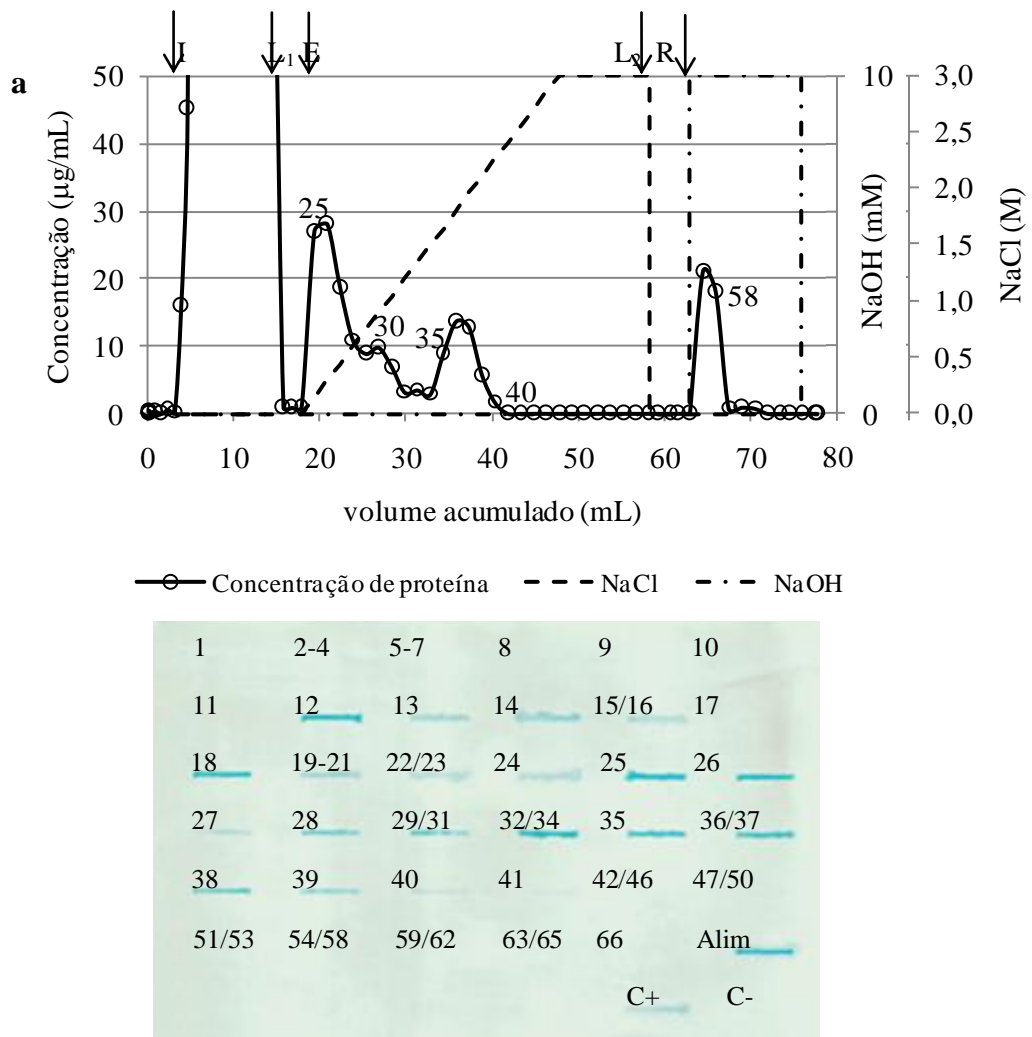 I L1 E L2 R
a
50 10 3,0
40 2,5
30 2,0
20 1,5
10 1,0
0 0 0,5
0,0
25
30
35
40
58
Concentração (µg/mL)
NaOH (mM)
NaCl (M)
0 10 20 30 40 50 60 70 80
volume acumulado (mL)
Concentração de proteína NaCl NaOH
1 2-4 5-7 8 9 10
11 12 13 14 15/16 17
18 19-21 22/23 24 25 26
27 28 29/31 32/34 35 36/37
38 39 40 41 42/46 47/50
51/53 54/58 59/62 63/65 66 Alim
C+ C-